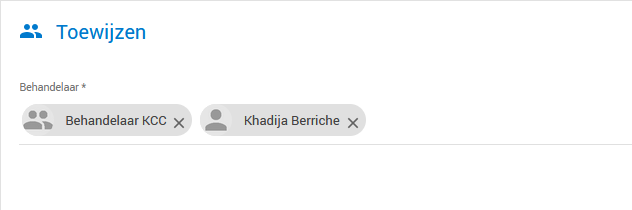 Toewijzen
Behandelaar *
Behandelaar KCC Khadija Berriche